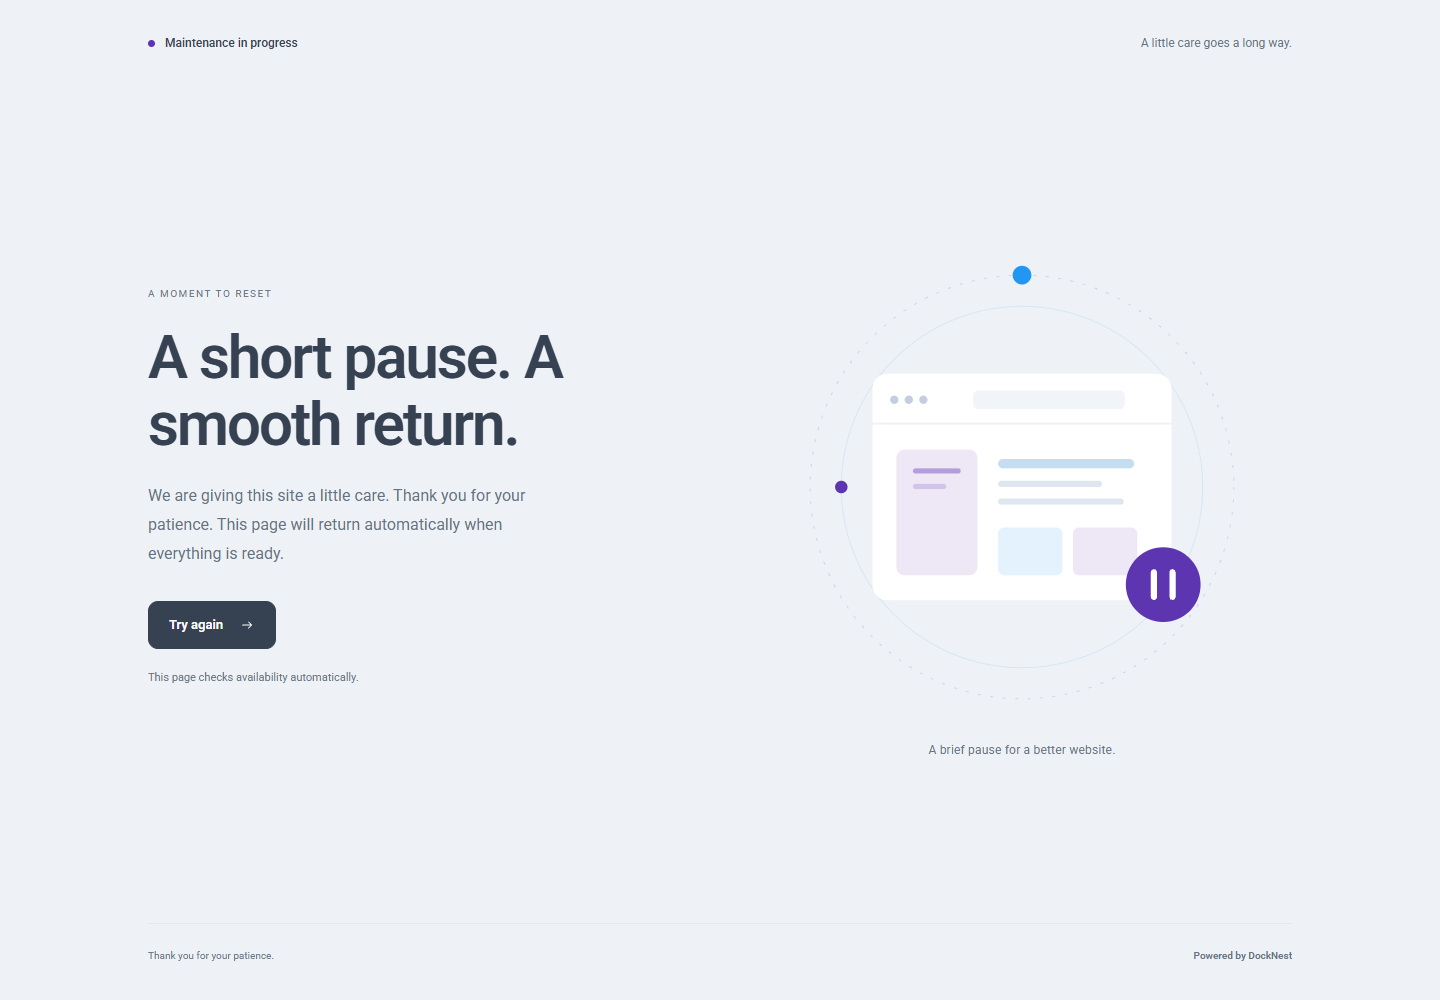 Maintenance in progress
A little care goes a long way.
A MOMENT TO RESET
A short pause. A
smooth return.
We are giving this site a little care. Thank you for your
patience. This page will return automatically when
everything is ready.
Try again
This page checks availability automatically.
A brief pause for a better website.
Thank you for your patience.
Powered by DockNest